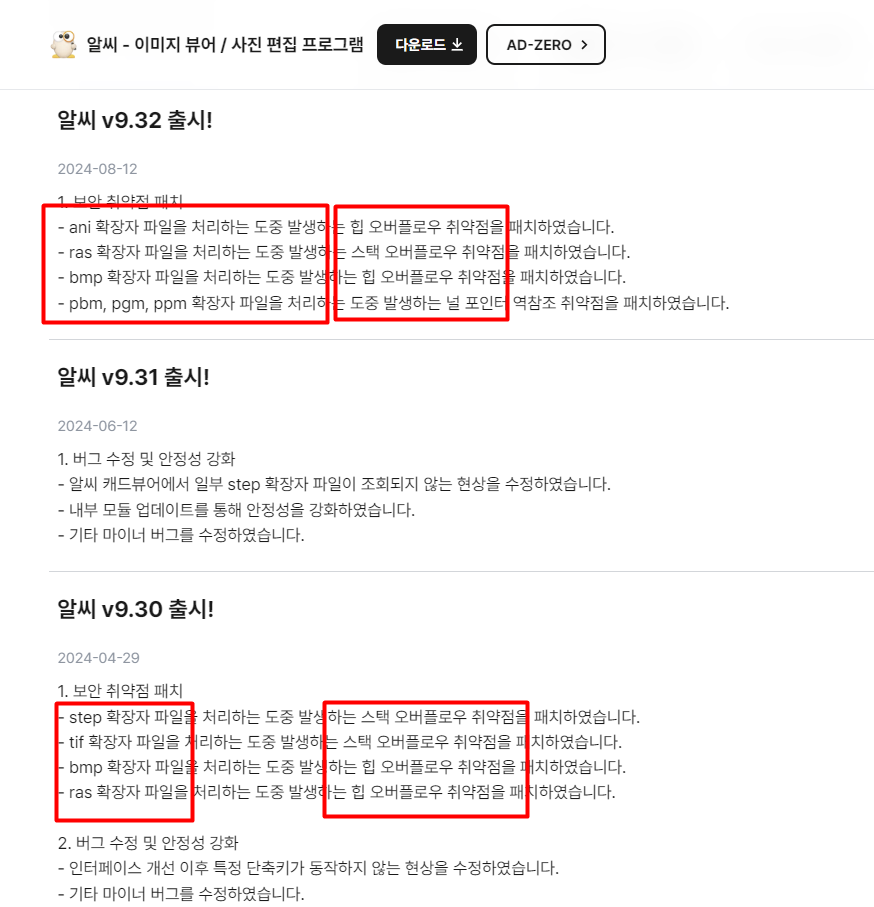 알씨 - 이미지 뷰어 / 사진 편집 프로그램
다운로드
AD-ZERO
알씨 v9.32 출시!
2024-08-12
1. 보안 취약점 패치
- ani 확장자 파일을 처리하는 도중 발생하는 힙 오버플로우 취약점을 패치하였습니다.
- ras 확장자 파일을 처리하는 도중 발생하는 스택 오버플로우 취약점을 패치하였습니다.
- bmp 확장자 파일을 처리하는 도중 발생하는 힙 오버플로우 취약점을 패치하였습니다.
- pbm, pgm, ppm 확장자 파일을 처리하는 도중 발생하는 널 포인터 역참조 취약점을 패치하였습니다.
알씨 v9.31 출시!
2024-06-12
1. 버그 수정 및 안정성 강화
- 알씨 캐드뷰어에서 일부 step 확장자 파일이 조회되지 않는 현상을 수정하였습니다.
- 내부 모듈 업데이트를 통해 안정성을 강화하였습니다.
- 기타 마이너 버그를 수정하였습니다.
알씨 v9.30 출시!
2024-04-29
1. 보안 취약점 패치
- step 확장자 파일을 처리하는 도중 발생하는 스택 오버플로우 취약점을 패치하였습니다.
- tif 확장자 파일을 처리하는 도중 발생하는 스택 오버플로우 취약점을 패치하였습니다.
- bmp 확장자 파일을 처리하는 도중 발생하는 힙 오버플로우 취약점을 패치하였습니다.
- ras 확장자 파일을 처리하는 도중 발생하는 힙 오버플로우 취약점을 패치하였습니다.
2. 버그 수정 및 안정성 강화
- 인터페이스 개선 이후 특정 단축키가 동작하지 않는 현상을 수정하였습니다.
- 기타 마이너 버그를 수정하였습니다.